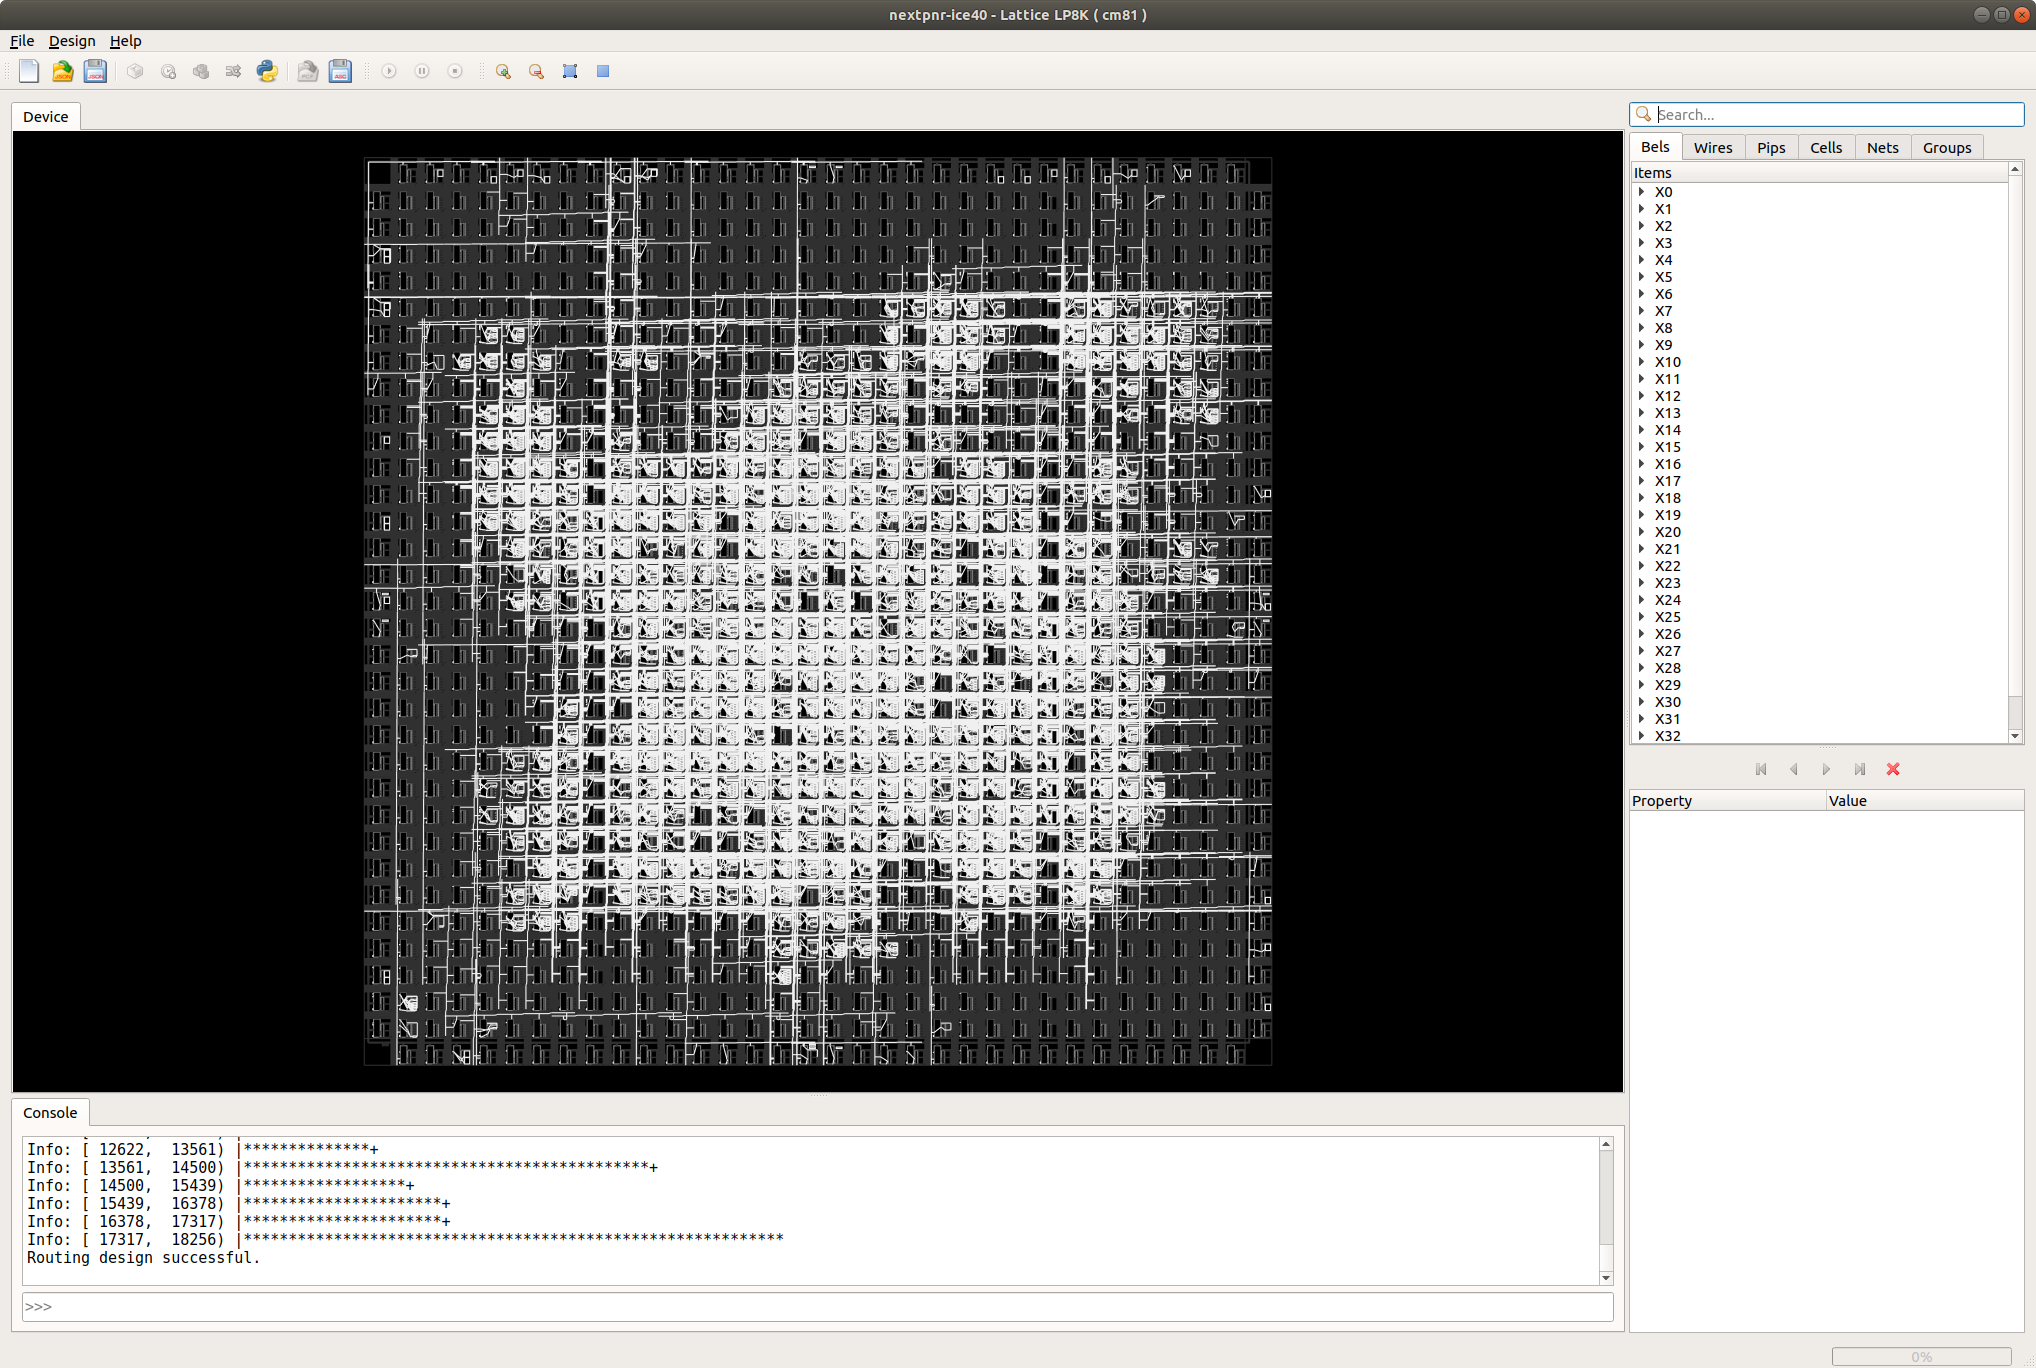 nextpnr-ice40 - Lattice LP8K ( cm81 )
File Design Help
Device
Search...
Bels Wires Pips Cells Nets Groups
Items
X0
X1
X2
X3
X4
X5
X6
X7
X8
X9
X10
X11
X12
X13
X14
X15
X16
X17
X18
X19
X20
X21
X22
X23
X24
X25
X26
X27
X28
X29
X30
X31
X32
Property Value
Console
Info: [ 12622,  13561) |**************+
Info: [ 13561,  14500) |*********************************************+
Info: [ 14500,  15439) |******************+
Info: [ 15439,  16378) |**********************+
Info: [ 16378,  17317) |**********************+
Info: [ 17317,  18256) |************************************************************
Routing design successful.
>>>
0%